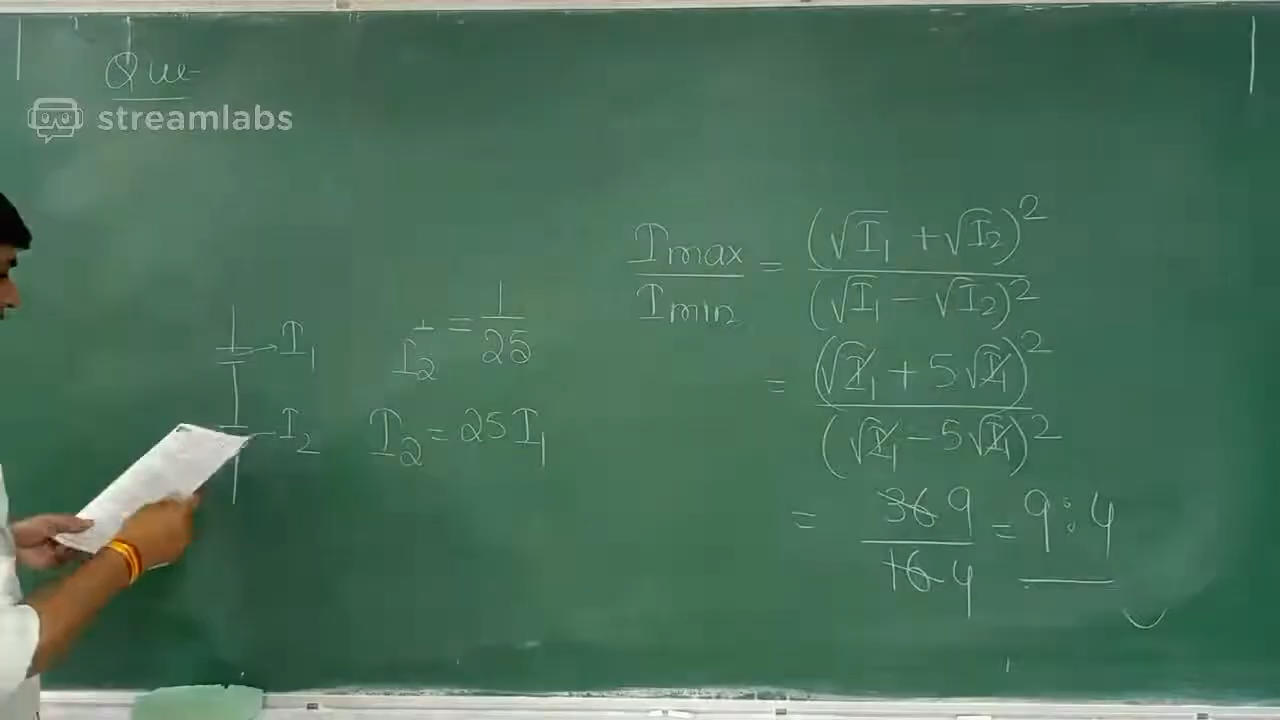 Que
streamlabs
I₁
I₂
I₂ = 1/25
I₂ = 25 I₁
Imax/Imin = (√I₁ + √I₂)²/(√I₁ − √I₂)²
= (√I₁ + 5√I₁)²/(√I₁ − 5√I₁)²
= 36 9/16 4 = 9:4